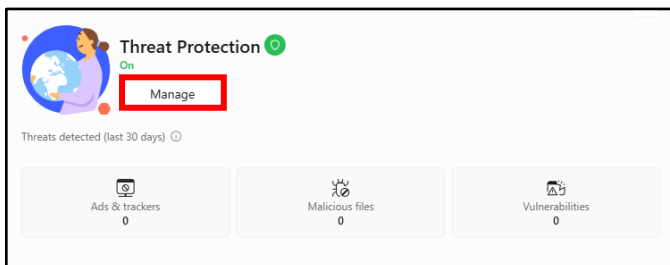 Threat Protection
On
Manage
Threats detected (last 30 days)
Ads & trackers
0
Malicious files
0
Vulnerabilities
0